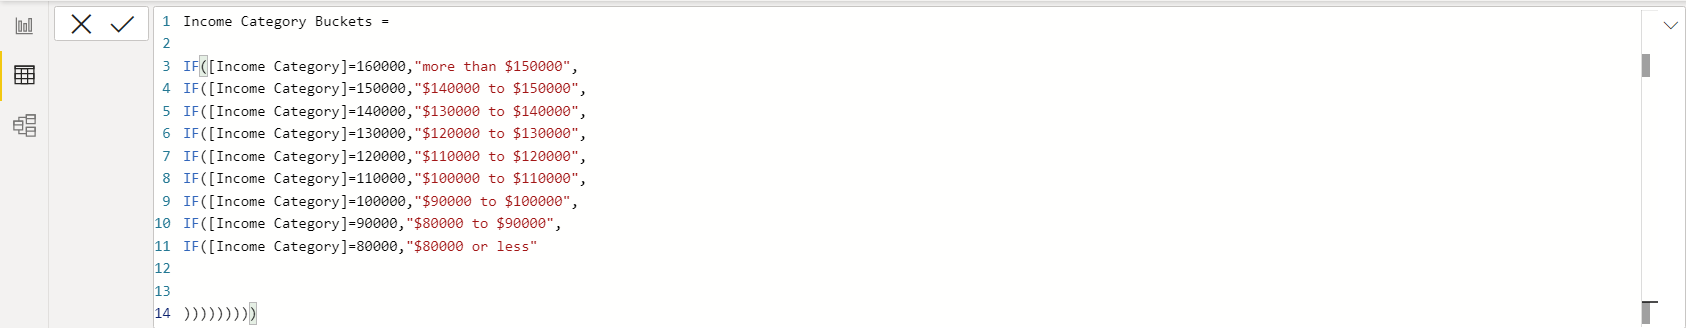 1 Income Category Buckets =
2
3 IF([Income Category]=160000,"more than $150000",
4 IF([Income Category]=150000,"$140000 to $150000",
5 IF([Income Category]=140000,"$130000 to $140000",
6 IF([Income Category]=130000,"$120000 to $130000",
7 IF([Income Category]=120000,"$110000 to $120000",
8 IF([Income Category]=110000,"$100000 to $110000",
9 IF([Income Category]=100000,"$90000 to $100000",
10 IF([Income Category]=90000,"$80000 to $90000",
11 IF([Income Category]=80000,"$80000 or less"
12
13
14 )))))))))